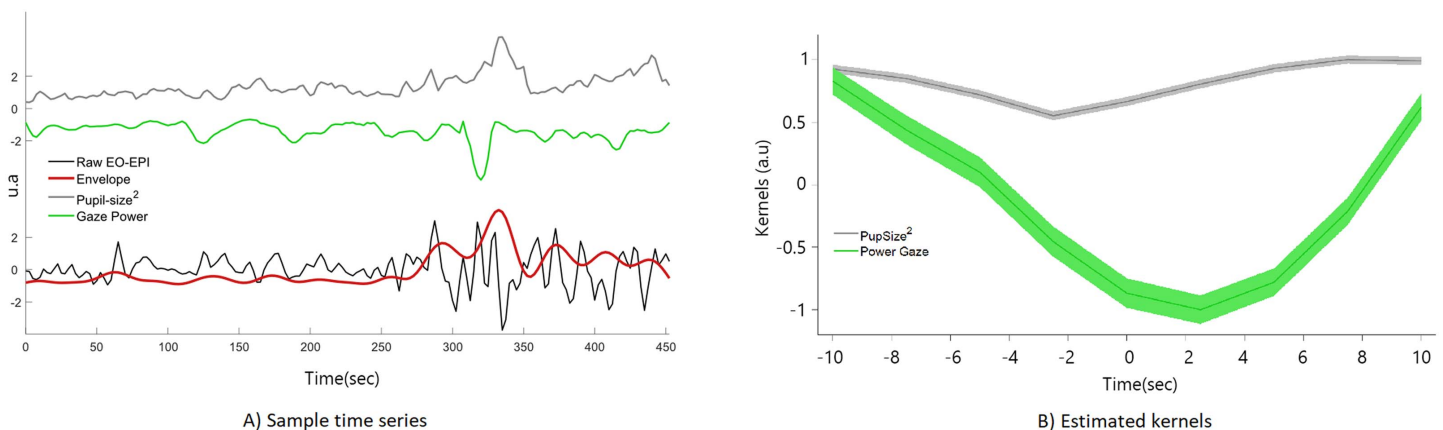 2
0
-2
u.a
Raw EO-EPI
Envelope
Pupil-size²
Gaze Power
2
0
-2
0 50 100 150 200 250 300 350 400 450
Time(sec)
A) Sample time series
1
0.5
0
-0.5
-1
Kernels (a.u)
PupSize²
Power Gaze
-10 -8 -6 -4 -2 0 2 4 6 8 10
Time(sec)
B) Estimated kernels